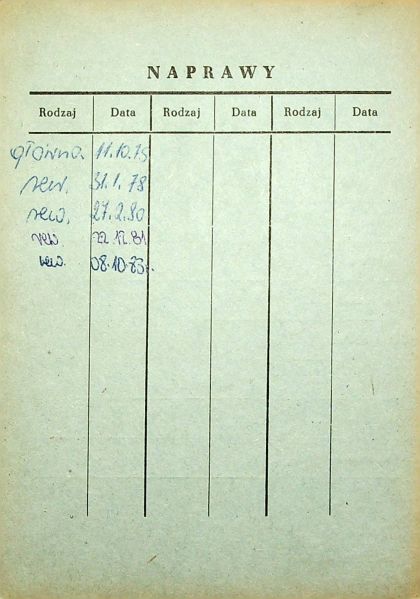 NAPRAWY
Rodzaj Data Rodzaj Data Rodzaj Data
główna 11.10.75
rew. 31.1.78
rew. 27.2.80
rew 22.12.81
rew. 08.10.85r.